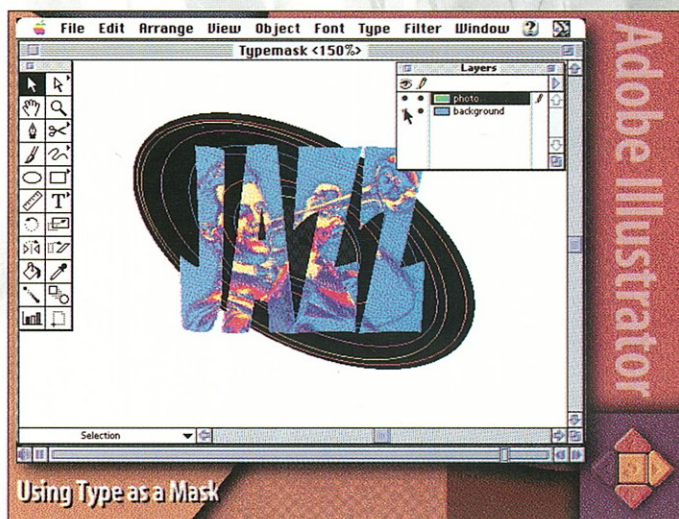 File Edit Arrange View Object Font Type Filter Window ?
Typemask <150%>
Layers
photo
background
T
JAZZ
Selection
Using Type as a Mask
Adobe Illustrator